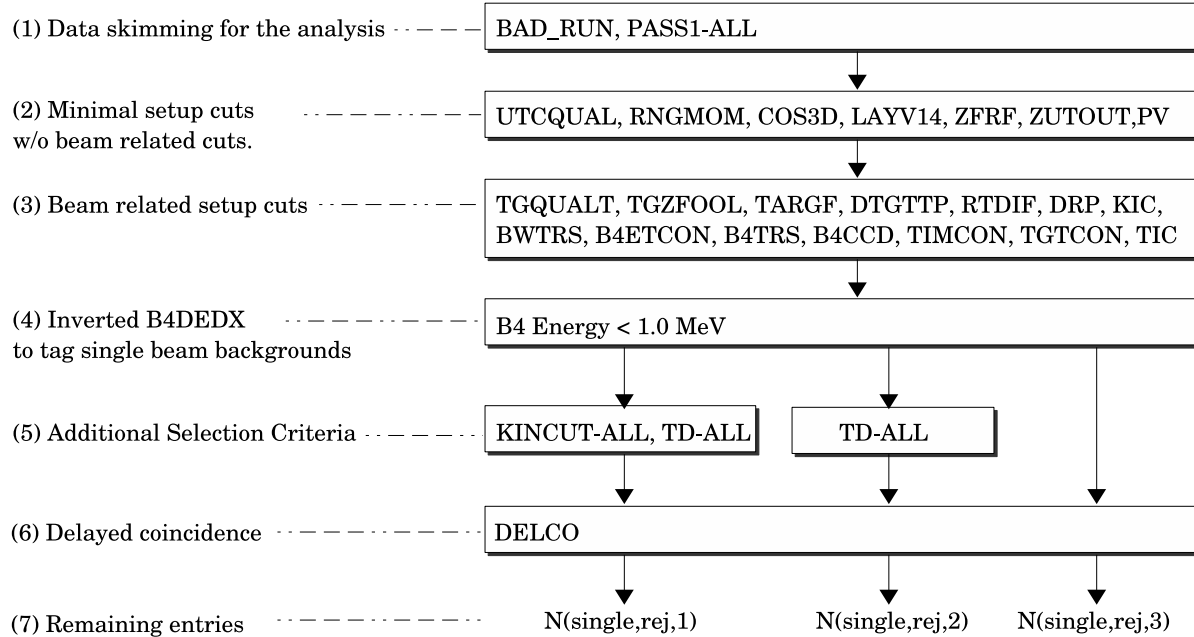 (1) Data skimming for the analysis
BAD_RUN, PASS1-ALL
(2) Minimal setup cuts
w/o beam related cuts.
UTCQUAL, RNGMOM, COS3D, LAYV14, ZFRF, ZUTOUT,PV
(3) Beam related setup cuts
TGQUALT, TGZFOOL, TARGF, DTGTTP, RTDIF, DRP, KIC,
BWTRS, B4ETCON, B4TRS, B4CCD, TIMCON, TGTCON, TIC
(4) Inverted B4DEDX
to tag single beam backgrounds
B4 Energy < 1.0 MeV
(5) Additional Selection Criteria
KINCUT-ALL, TD-ALL
TD-ALL
(6) Delayed coincidence
DELCO
(7) Remaining entries
N(single,rej,1)
N(single,rej,2)
N(single,rej,3)